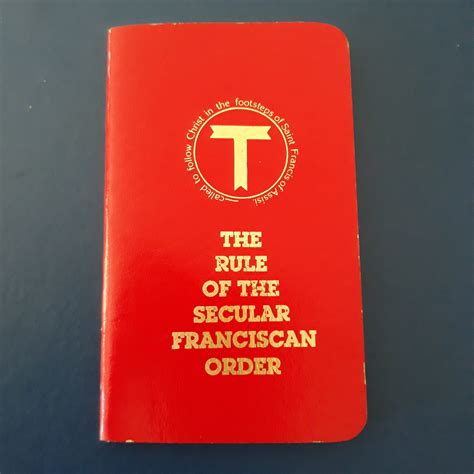 —called to follow Christ in the footsteps of Saint Francis of Assisi.
T
THE
RULE
OF THE
SECULAR
FRANCISCAN
ORDER